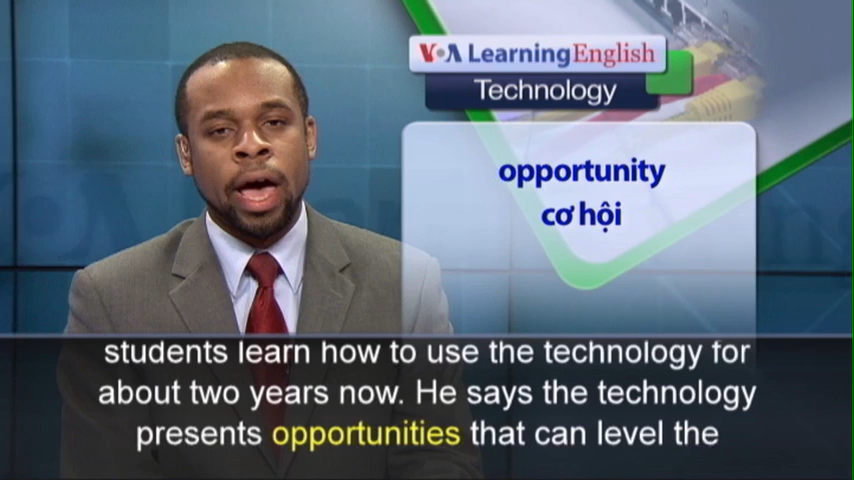 VOA Learning English
Technology
opportunity
cơ hội
students learn how to use the technology for
about two years now. He says the technology
presents opportunities that can level the